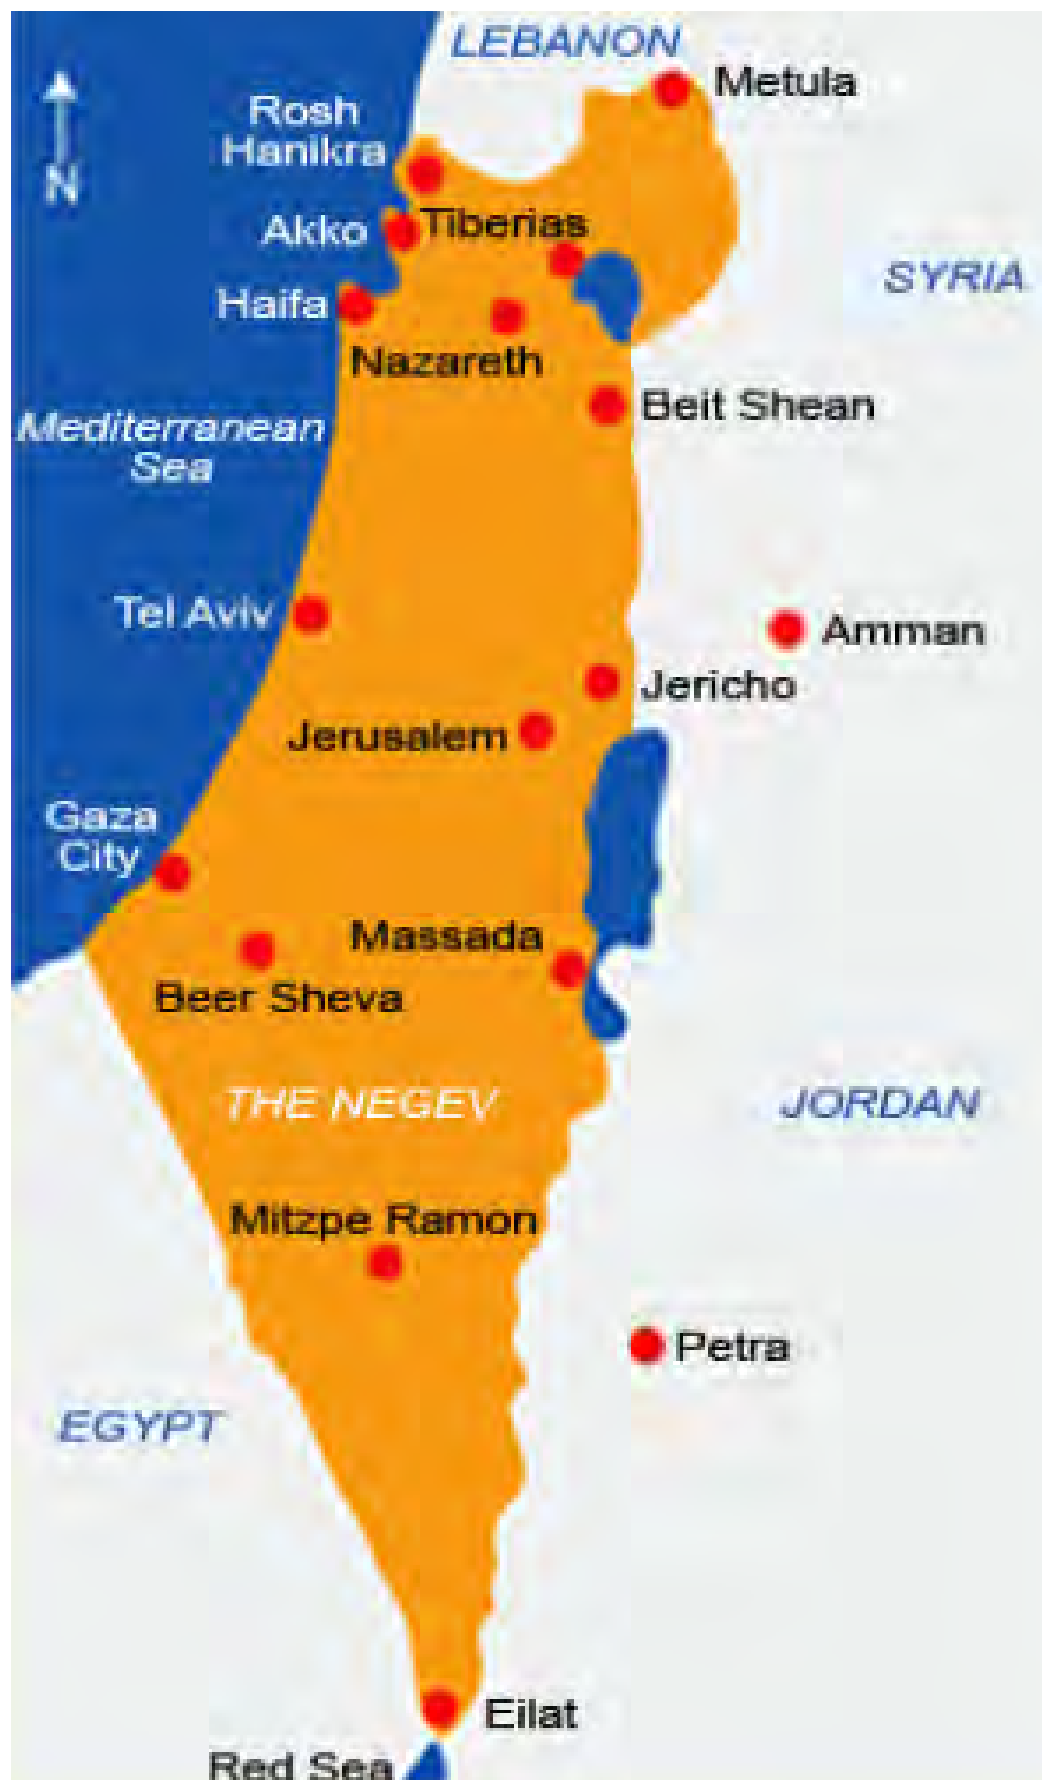 LEBANON
Metula
Rosh
Hanikra
N
Akko
Tiberias
SYRIA
Haifa
Nazareth
Beit Shean
Mediterranean
Sea
Tel Aviv
Amman
Jericho
Jerusalem
Gaza
City
Massada
Beer Sheva
THE NEGEV
JORDAN
Mitzpe Ramon
Petra
EGYPT
Eilat
Red Sea